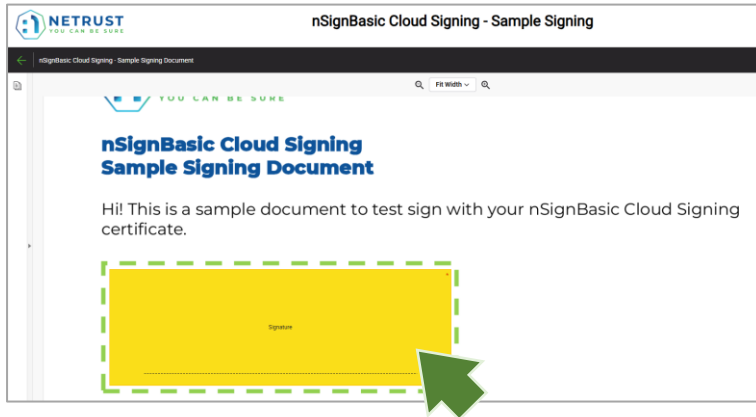 NETRUST
YOU CAN BE SURE
nSignBasic Cloud Signing - Sample Signing
nSignBasic Cloud Signing - Sample Signing Document
Fit Width
YOU CAN BE SURE
nSignBasic Cloud Signing
Sample Signing Document
Hi! This is a sample document to test sign with your nSignBasic Cloud Signing
certificate.
Signature